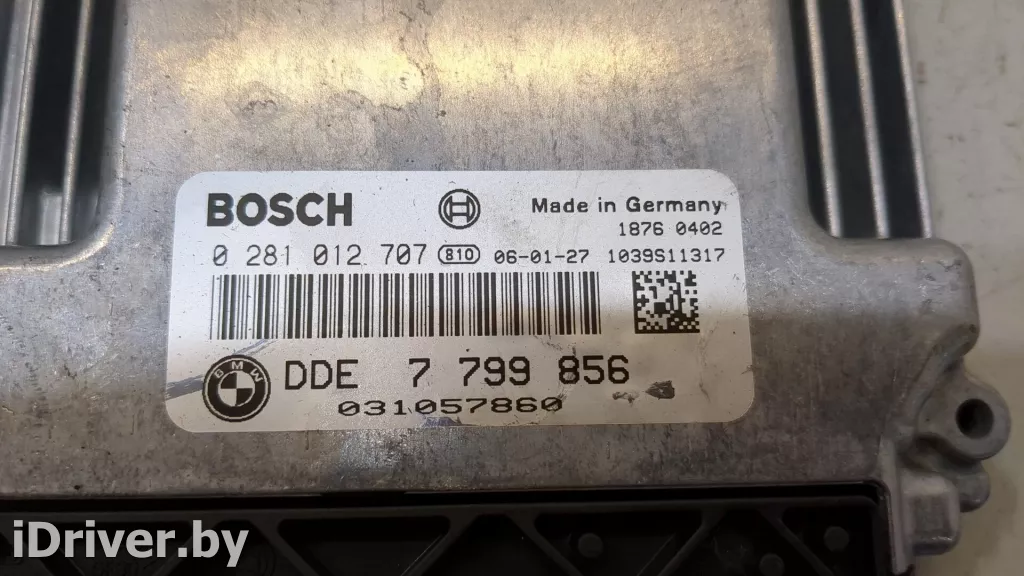 BOSCH
Made in Germany
1876 0402
0 281 012 707 810 06-01-27 1039S11317
BMW
DDE 7 799 856
031057860
iDriver.by